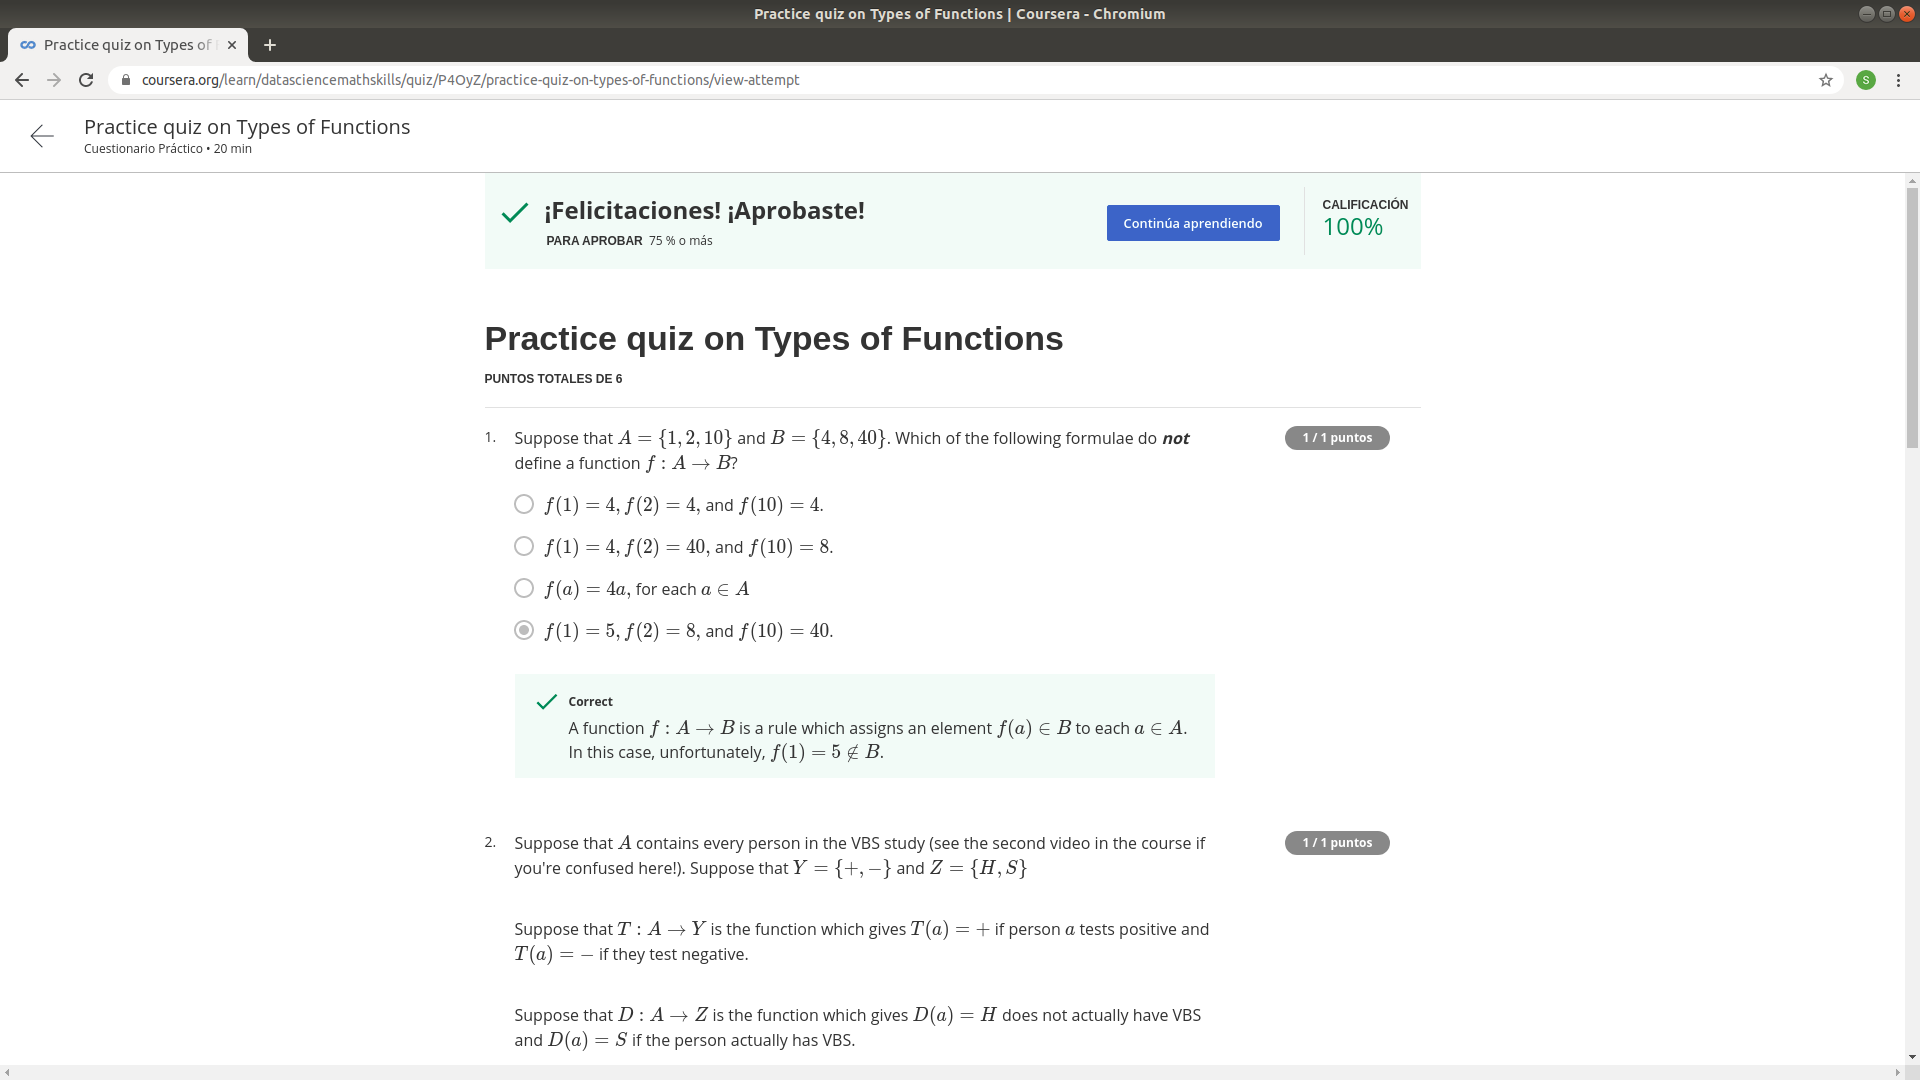 Practice quiz on Types of Functions | Coursera - Chromium
Practice quiz on Types of
coursera.org/learn/datasciencemathskills/quiz/P4OyZ/practice-quiz-on-types-of-functions/view-attempt
S
Practice quiz on Types of Functions
Cuestionario Práctico • 20 min
¡Felicitaciones! ¡Aprobaste!
PARA APROBAR 75 % o más
Continúa aprendiendo
CALIFICACIÓN
100%
Practice quiz on Types of Functions
PUNTOS TOTALES DE 6
1. Suppose that A = {1, 2, 10} and B = {4, 8, 40}. Which of the following formulae do not
define a function f : A → B?
1 / 1 puntos
f(1) = 4, f(2) = 4, and f(10) = 4.
f(1) = 4, f(2) = 40, and f(10) = 8.
f(a) = 4a, for each a ∈ A
f(1) = 5, f(2) = 8, and f(10) = 40.
Correct
A function f : A → B is a rule which assigns an element f(a) ∈ B to each a ∈ A.
In this case, unfortunately, f(1) = 5 ∉ B.
2. Suppose that A contains every person in the VBS study (see the second video in the course if
you're confused here!). Suppose that Y = {+, −} and Z = {H, S}
1 / 1 puntos
Suppose that T : A → Y is the function which gives T(a) = + if person a tests positive and
T(a) = − if they test negative.
Suppose that D : A → Z is the function which gives D(a) = H does not actually have VBS
and D(a) = S if the person actually has VBS.